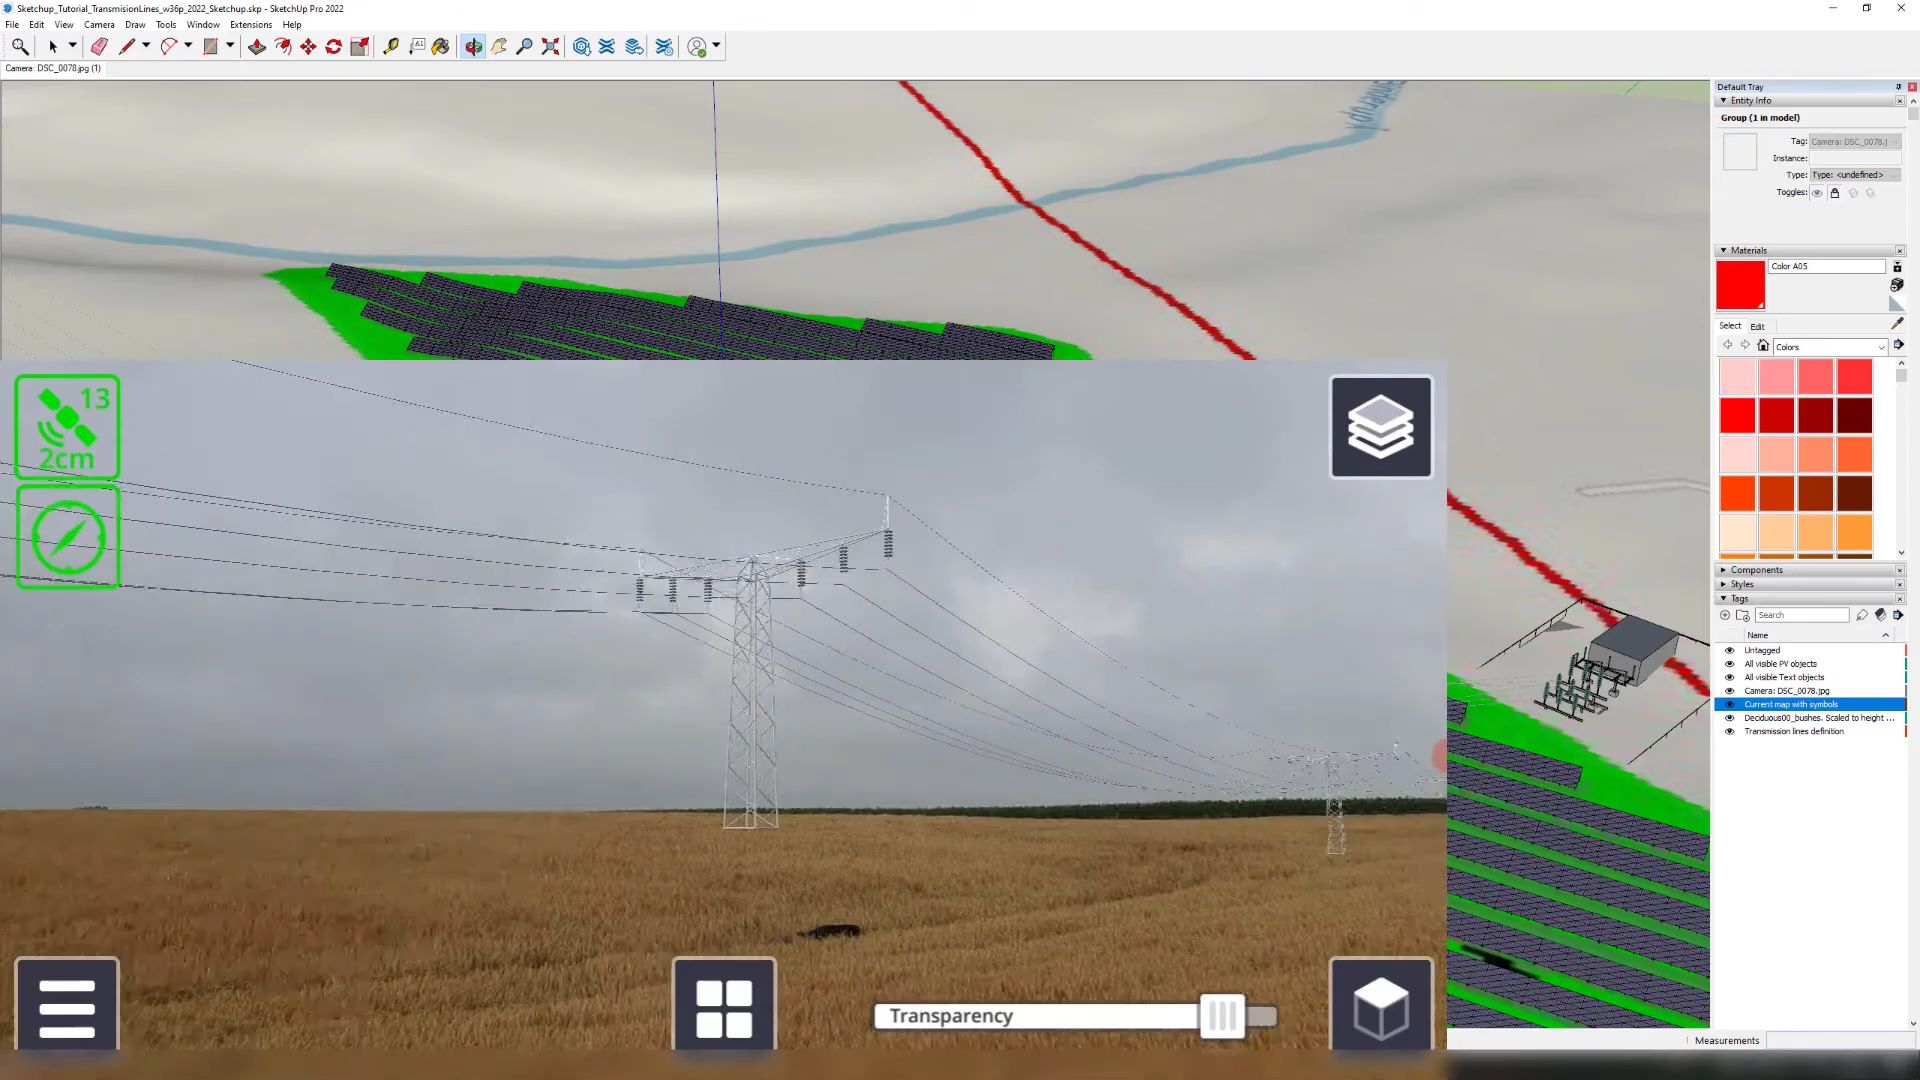 Sketchup_Tutorial_TransmisionLines_w36p_2022_Sketchup.skp - SketchUp Pro 2022
File Edit View Camera Draw Tools Window Extensions Help
Camera: DSC_0078.jpg (1)
Default Tray
Entity Info
Group (1 in model)
Tag: Camera: DSC_0078.j
Instance:
Type: Type: <undefined>
Toggles:
Materials
Color A05
Select Edit
Colors
Components
Styles
Tags
Search
Name
Untagged
All visible PV objects
All visible Text objects
Camera: DSC_0078.jpg
Current map with symbols
Deciduous00_bushes. Scaled to height ...
Transmission lines definition
13
2cm
Transparency
Measurements